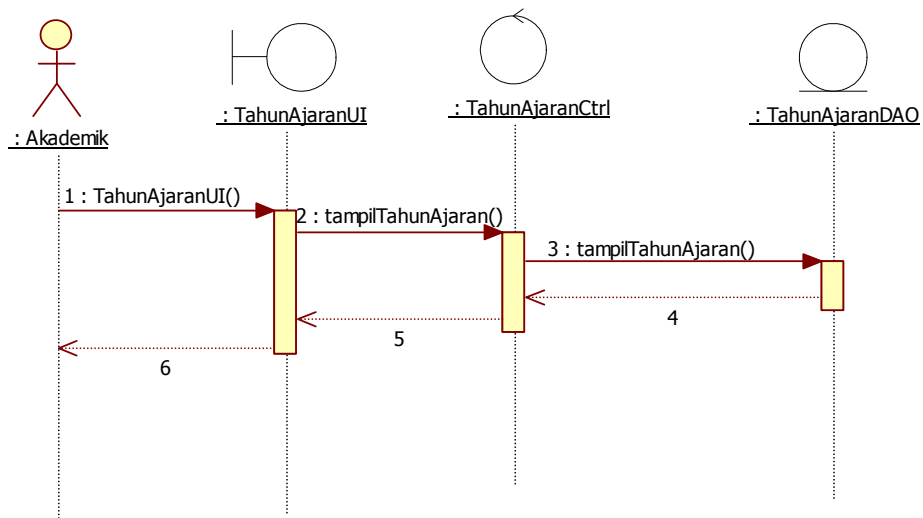 : Akademik
: TahunAjaranUI
: TahunAjaranCtrl
: TahunAjaranDAO
1 : TahunAjaranUI()
2 : tampilTahunAjaran()
3 : tampilTahunAjaran()
4
5
6